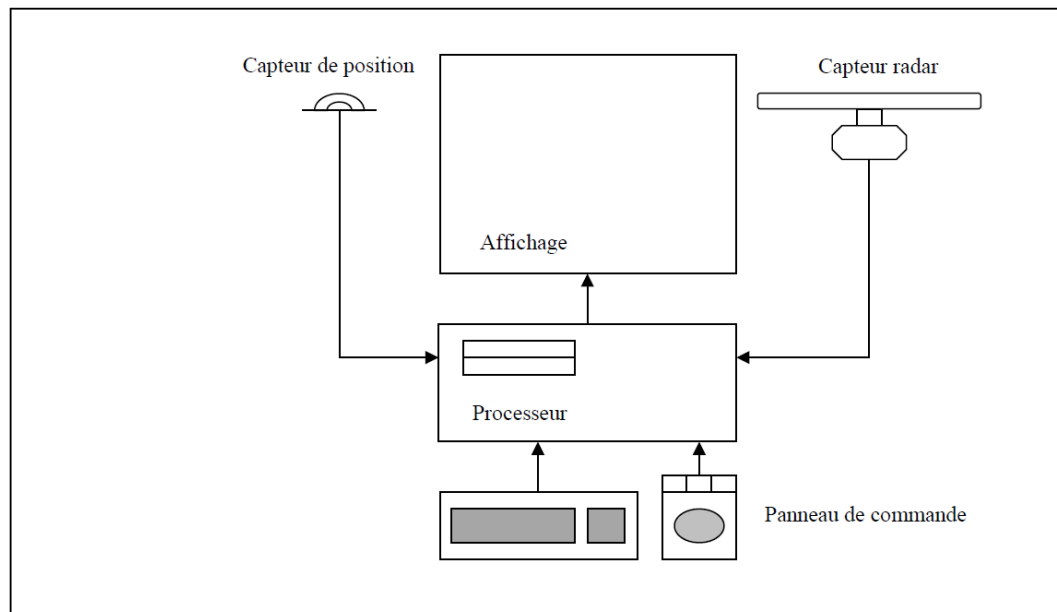 Capteur de position
Capteur radar
Affichage
Processeur
Panneau de commande